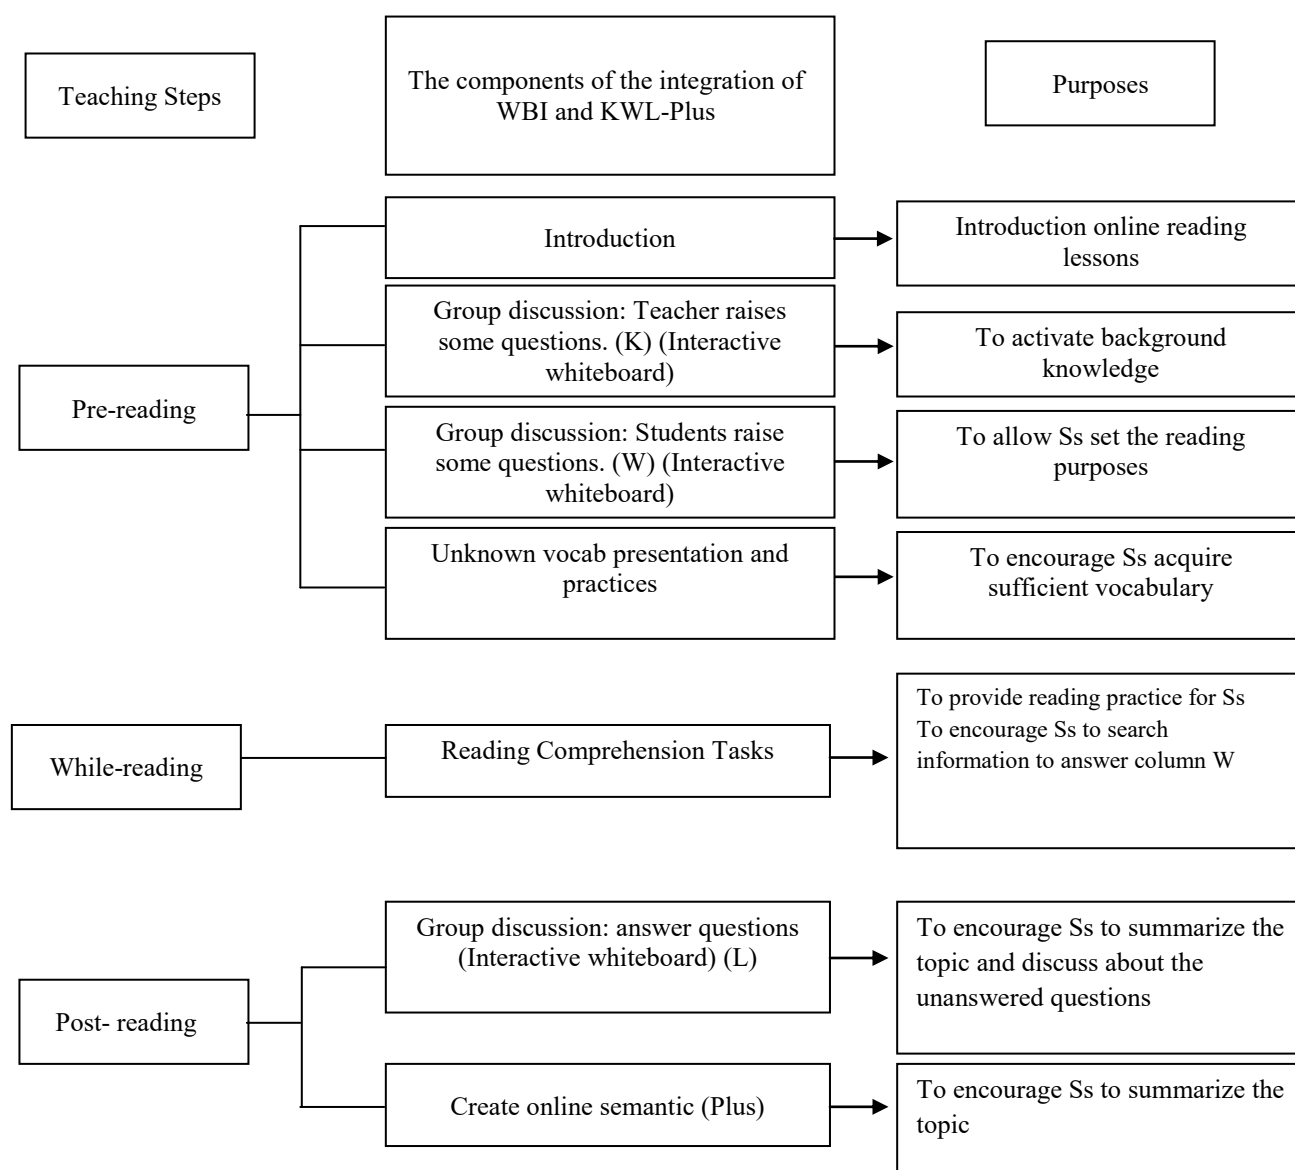 Teaching Steps
The components of the integration of
WBI and KWL-Plus
Purposes
Pre-reading
Introduction
Introduction online reading
lessons
Group discussion: Teacher raises
some questions. (K) (Interactive
whiteboard)
To activate background
knowledge
Group discussion: Students raise
some questions. (W) (Interactive
whiteboard)
To allow Ss set the reading
purposes
Unknown vocab presentation and
practices
To encourage Ss acquire
sufficient vocabulary
While-reading
Reading Comprehension Tasks
To provide reading practice for Ss
To encourage Ss to search
information to answer column W
Post- reading
Group discussion: answer questions
(Interactive whiteboard) (L)
To encourage Ss to summarize the
topic and discuss about the
unanswered questions
Create online semantic (Plus)
To encourage Ss to summarize the
topic